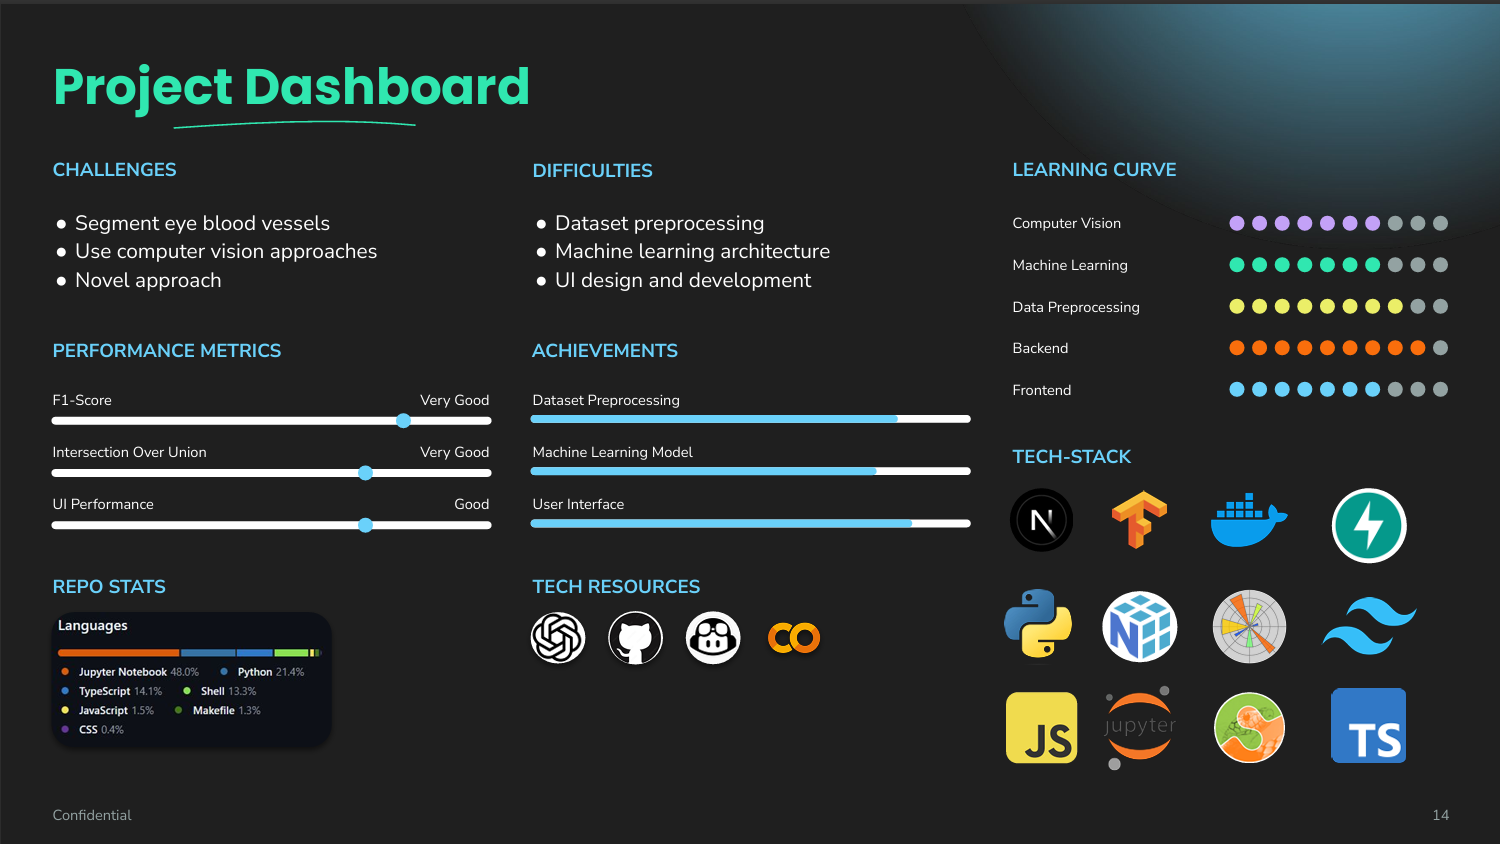 Project Dashboard
CHALLENGES
● Segment eye blood vessels
● Use computer vision approaches
● Novel approach
DIFFICULTIES
● Dataset preprocessing
● Machine learning architecture
● UI design and development
LEARNING CURVE
Computer Vision
Machine Learning
Data Preprocessing
Backend
Frontend
PERFORMANCE METRICS
F1-Score Very Good
Intersection Over Union Very Good
UI Performance Good
ACHIEVEMENTS
Dataset Preprocessing
Machine Learning Model
User Interface
TECH-STACK
N
N
JS
jupyter
TS
REPO STATS
Languages
Jupyter Notebook 48.0% Python 21.4%
TypeScript 14.1% Shell 13.3%
JavaScript 1.5% Makefile 1.3%
CSS 0.4%
TECH RESOURCES
CO
Confidential
14